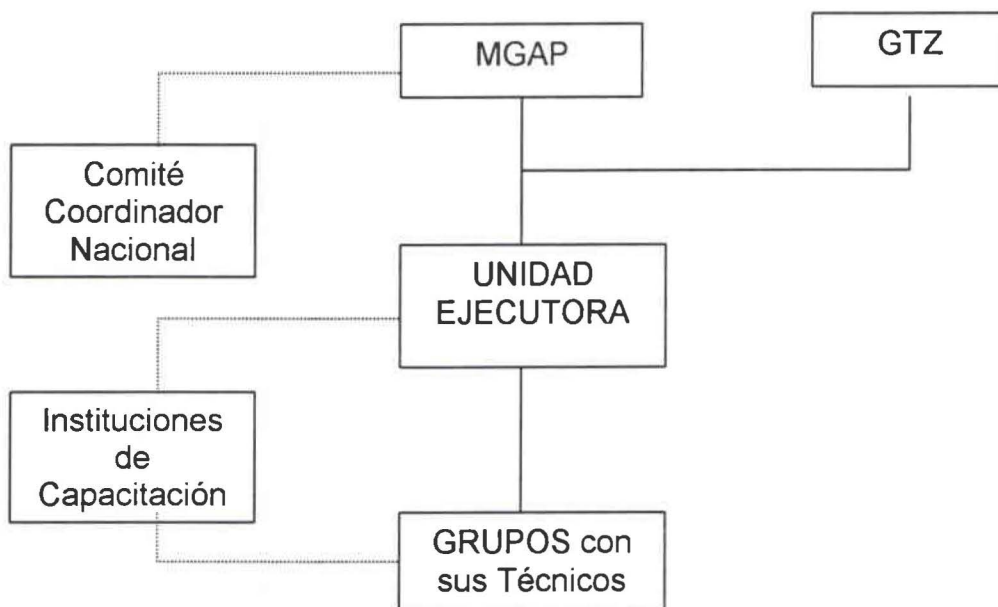 MGAP
GTZ
Comité
Coordinador
Nacional
UNIDAD
EJECUTORA
Instituciones
de
Capacitación
GRUPOS con
sus Técnicos